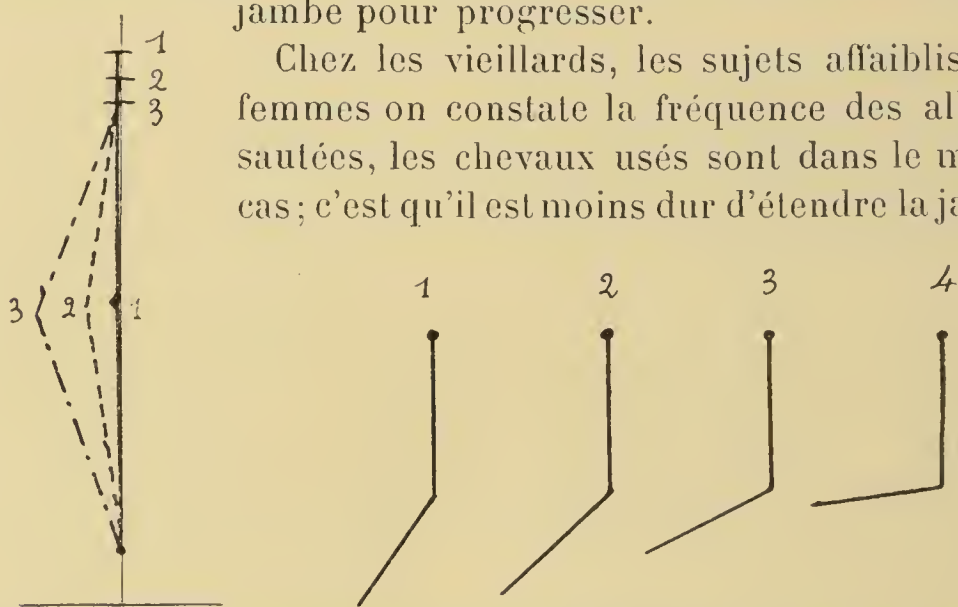 jambe pour progresser.
Chez les vieillards, les sujets affaiblis
femmes on constate la fréquence des al
sautées, les chevaux usés sont dans le m
cas ; c'est qu'il est moins dur d'étendre la ja
1
2
3
3 2 1
1 2 3 4